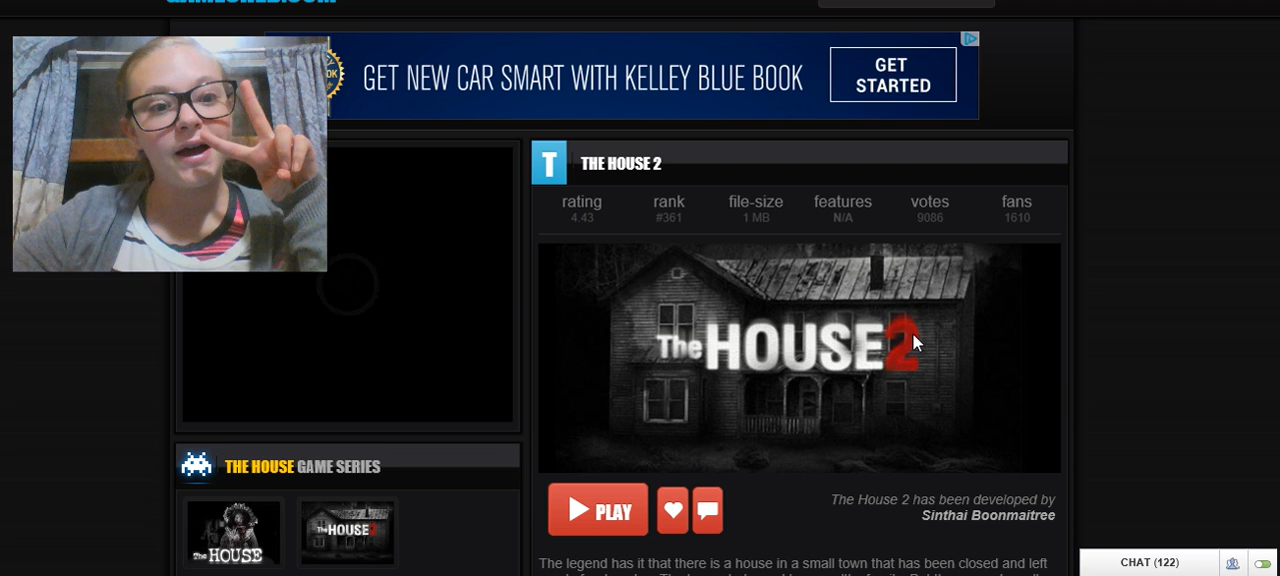 GET NEW CAR SMART WITH KELLEY BLUE BOOK
GET
STARTED
T
THE HOUSE 2
rating
4.43
rank
#361
file-size
1 MB
features
N/A
votes
9086
fans
1610
The HOUSE 2
THE HOUSE GAME SERIES
The HOUSE
The HOUSE 2
PLAY
The House 2 has been developed by
Sinthai Boonmaitree
The legend has it that there is a house in a small town that has been closed and left
CHAT (122)